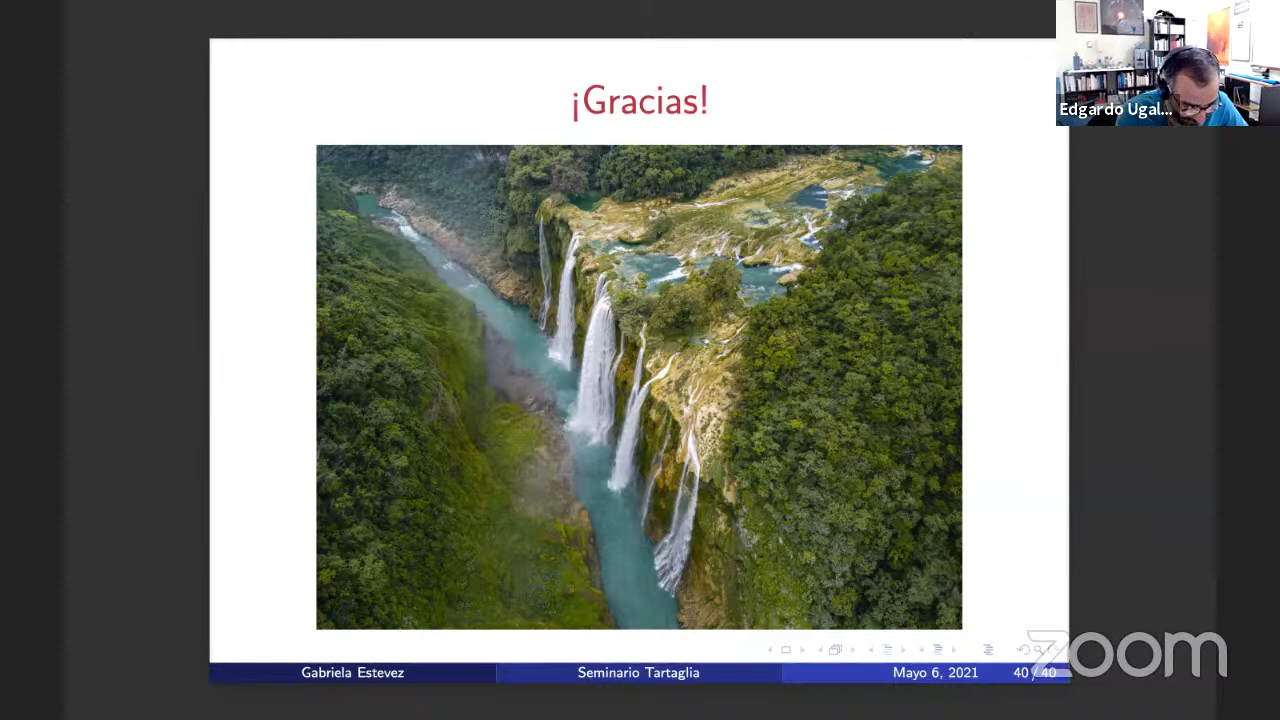 ¡Gracias!
Edgardo Ugal...
Gabriela Estevez
Seminario Tartaglia
Mayo 6, 2021
40 / 40
zoom